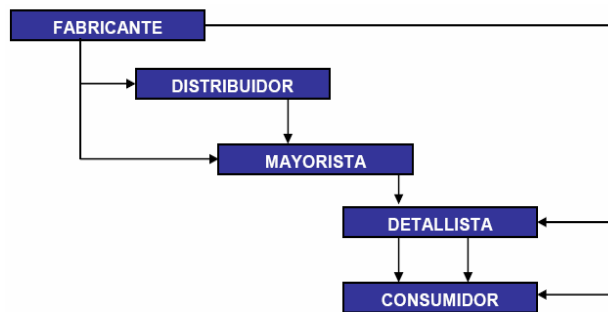 FABRICANTE
DISTRIBUIDOR
MAYORISTA
DETALLISTA
CONSUMIDOR